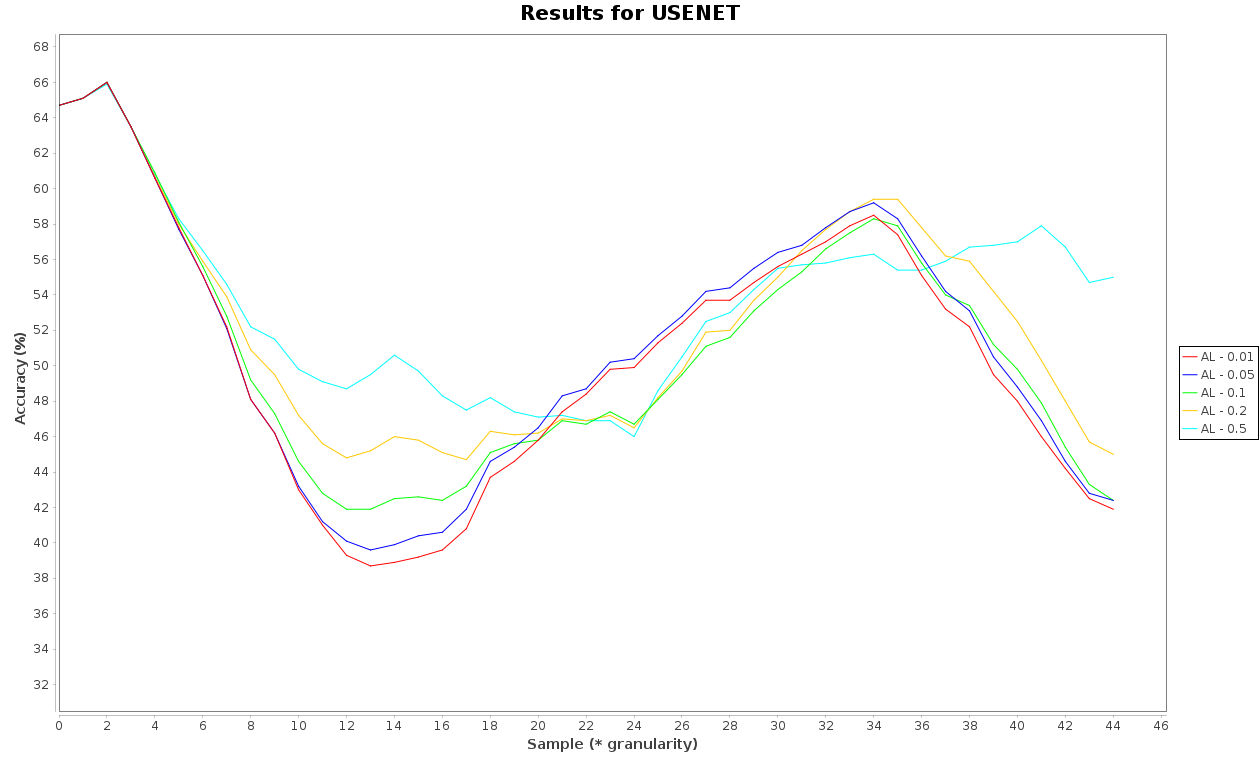 Results for USENET
68
66
64
62
60
58
56
54
52
50
48
46
44
42
40
38
36
34
32
Accuracy (%)
0 2 4 6 8 10 12 14 16 18 20 22 24 26 28 30 32 34 36 38 40 42 44 46
Sample (* granularity)
AL - 0.01
AL - 0.05
AL - 0.1
AL - 0.2
AL - 0.5